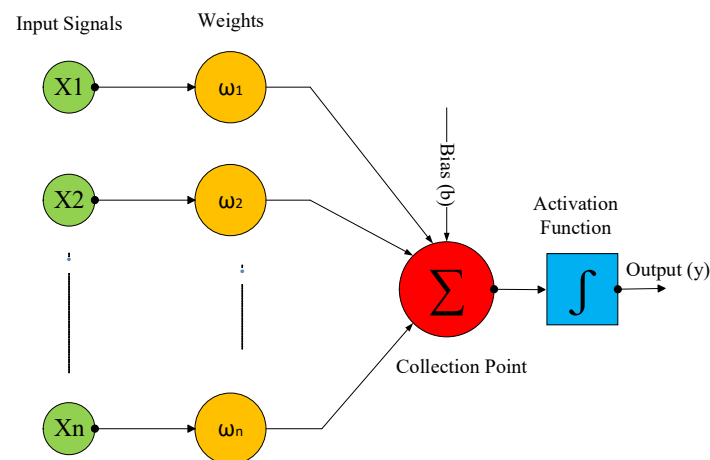 Input Signals
Weights
X1
ω1
X2
ω2
Bias (b)
Activation
Function
Σ
∫
Output (y)
Collection Point
Xn
ωn